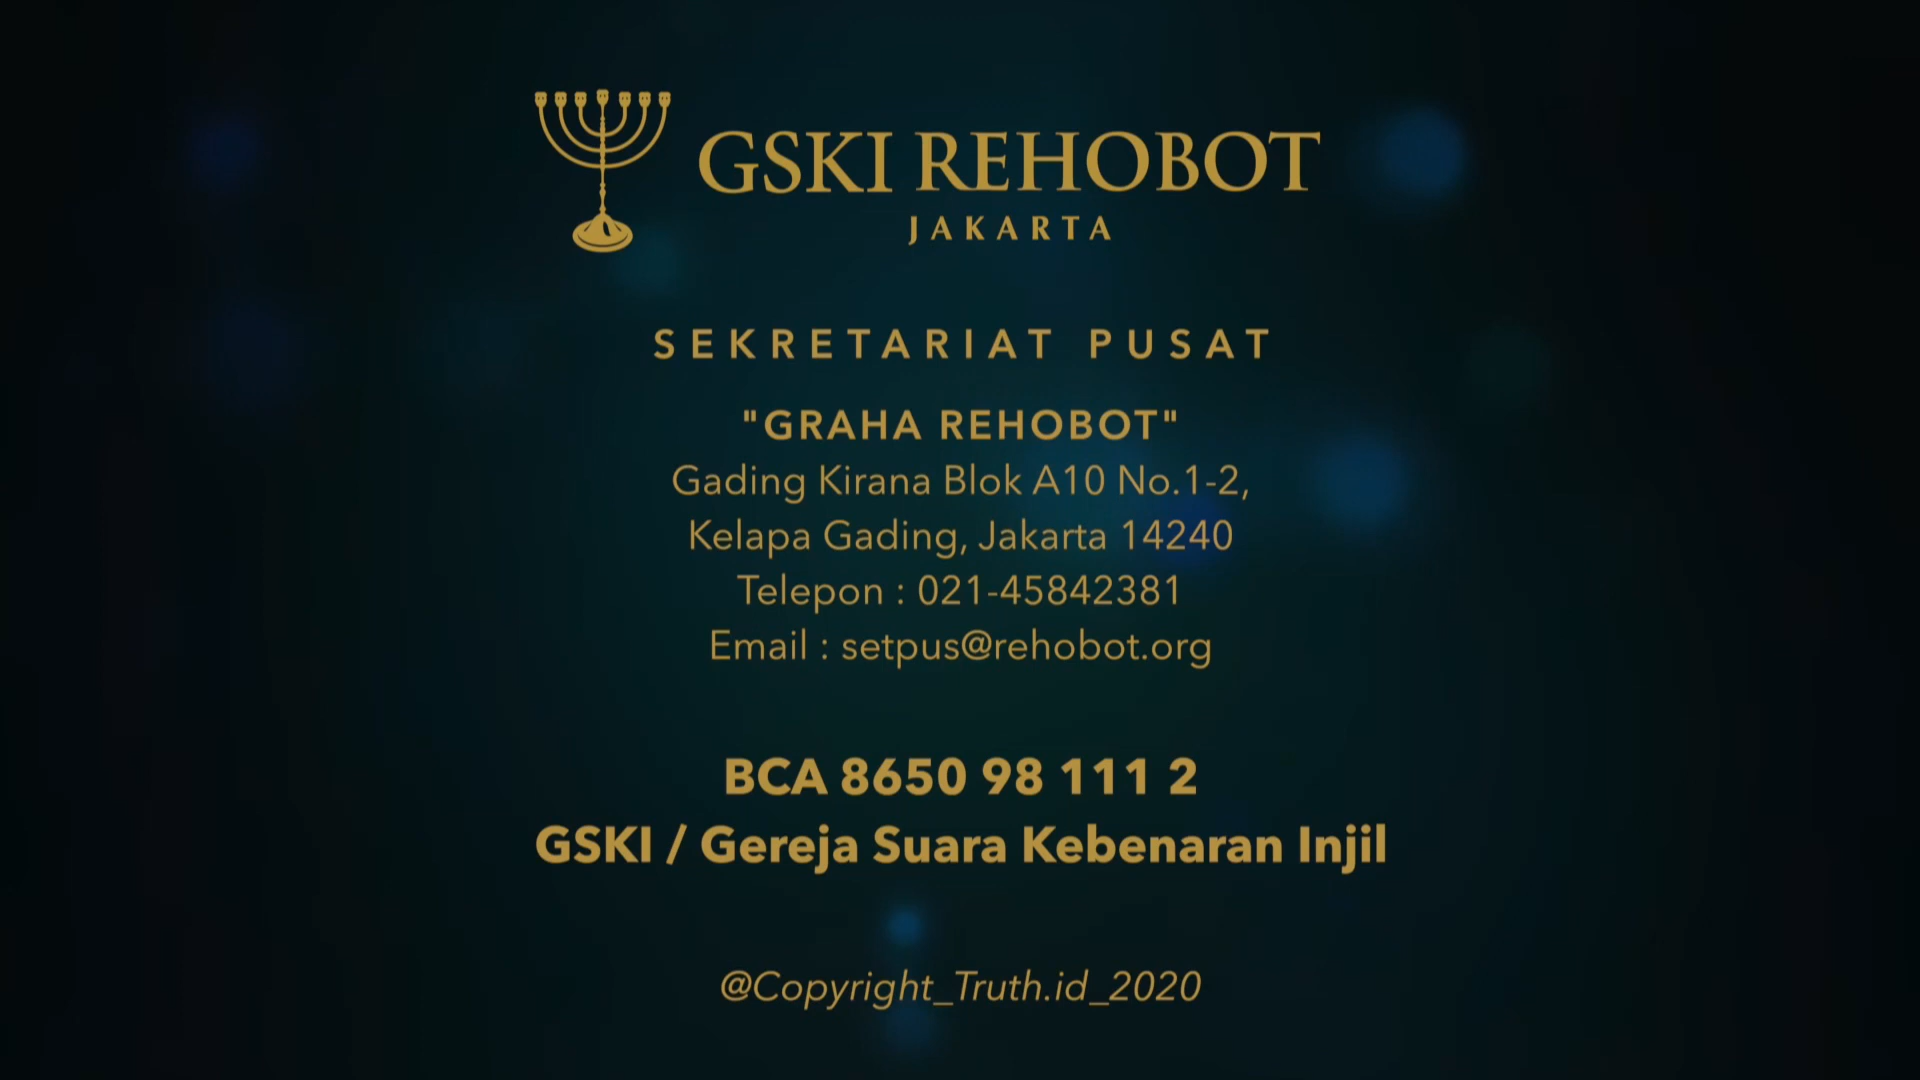 GSKI REHOBOT
JAKARTA
SEKRETARIAT PUSAT
"GRAHA REHOBOT"
Gading Kirana Blok A10 No.1-2,
Kelapa Gading, Jakarta 14240
Telepon : 021-45842381
Email : setpus@rehobot.org
BCA 8650 98 111 2
GSKI / Gereja Suara Kebenaran Injil
@Copyright_Truth.id_2020